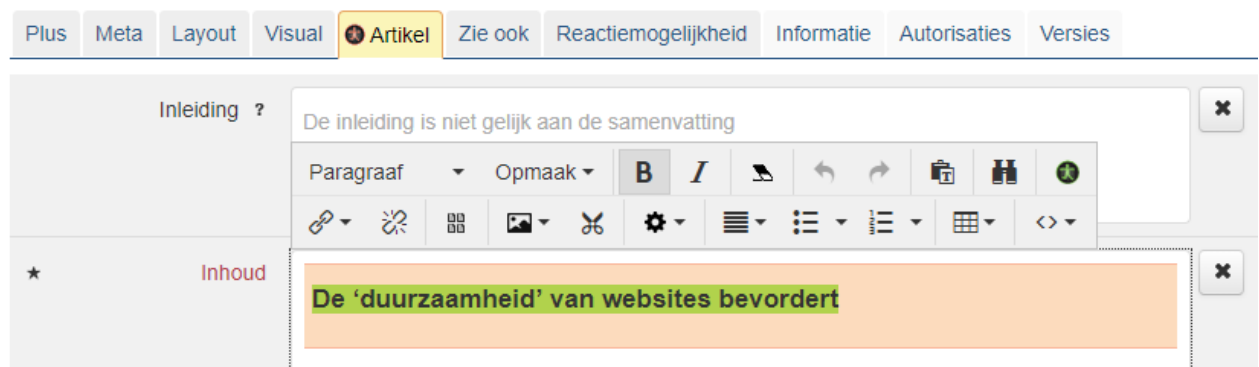 Plus Meta Layout Visual Artikel Zie ook Reactiemogelijkheid Informatie Autorisaties Versies
Inleiding ?
De inleiding is niet gelijk aan de samenvatting
Paragraaf Opmaak B I
Inhoud
De ‘duurzaamheid’ van websites bevordert